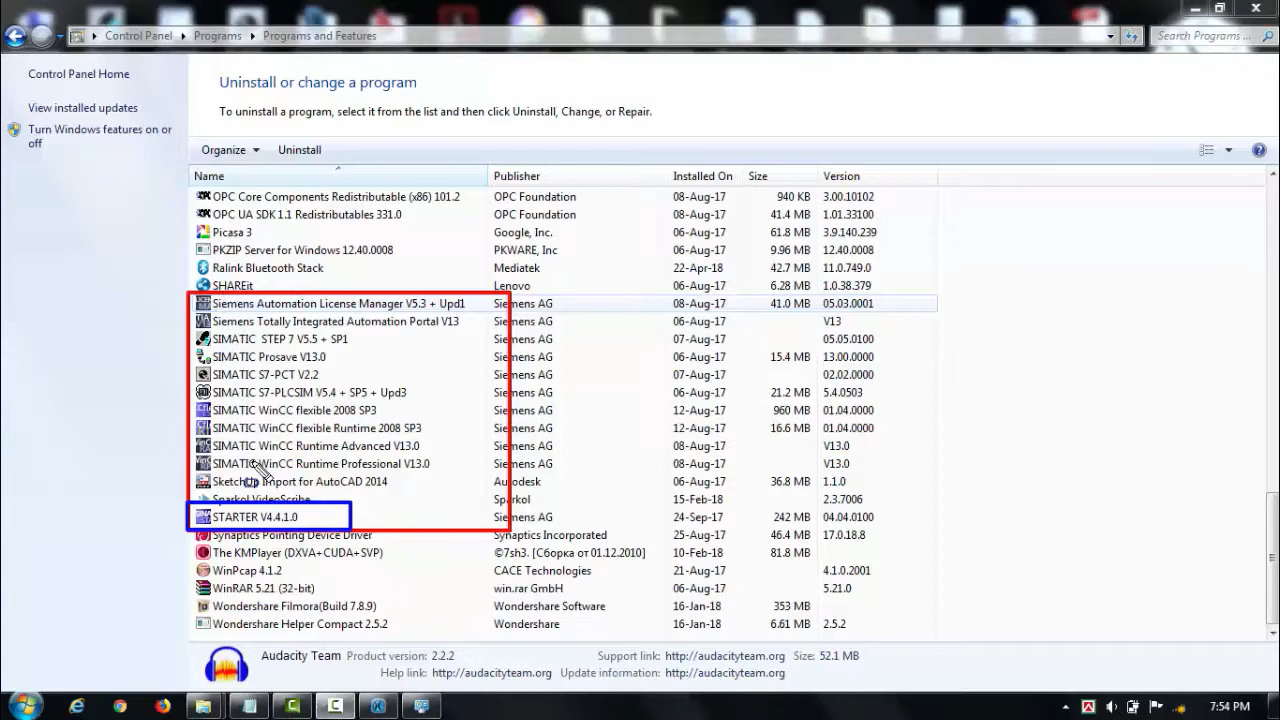 Control Panel Programs Programs and Features Search Programs ...
Control Panel Home
View installed updates
Turn Windows features on or
off
Uninstall or change a program
To uninstall a program, select it from the list and then click Uninstall, Change, or Repair.
Organize Uninstall
Name Publisher Installed On Size Version
OPC Core Components Redistributable (x86) 101.2 OPC Foundation 08-Aug-17 940 KB 3.00.10102
OPC UA SDK 1.1 Redistributables 331.0 OPC Foundation 08-Aug-17 41.4 MB 1.01.33100
Picasa 3 Google, Inc. 06-Aug-17 61.8 MB 3.9.140.239
PKZIP Server for Windows 12.40.0008 PKWARE, Inc 06-Aug-17 9.96 MB 12.40.0008
Ralink Bluetooth Stack Mediatek 22-Apr-18 42.7 MB 11.0.749.0
SHAREit Lenovo 06-Aug-17 6.28 MB 1.0.38.379
Siemens Automation License Manager V5.3 + Upd1 Siemens AG 08-Aug-17 41.0 MB 05.03.0001
Siemens Totally Integrated Automation Portal V13 Siemens AG 06-Aug-17 V13
SIMATIC STEP 7 V5.5 + SP1 Siemens AG 07-Aug-17 05.05.0100
SIMATIC Prosave V13.0 Siemens AG 06-Aug-17 15.4 MB 13.00.0000
SIMATIC S7-PCT V2.2 Siemens AG 07-Aug-17 02.02.0000
SIMATIC S7-PLCSIM V5.4 + SP5 + Upd3 Siemens AG 06-Aug-17 21.2 MB 5.4.0503
SIMATIC WinCC flexible 2008 SP3 Siemens AG 12-Aug-17 960 MB 01.04.0000
SIMATIC WinCC flexible Runtime 2008 SP3 Siemens AG 12-Aug-17 16.6 MB 01.04.0000
SIMATIC WinCC Runtime Advanced V13.0 Siemens AG 08-Aug-17 V13.0
SIMATIC WinCC Runtime Professional V13.0 Siemens AG 08-Aug-17 V13.0
SketchUp Import for AutoCAD 2014 Autodesk 06-Aug-17 36.8 MB 1.1.0
Sparkol VideoScribe Sparkol 15-Feb-18 2.3.7006
STARTER V4.4.1.0 Siemens AG 24-Sep-17 242 MB 04.04.0100
Synaptics Pointing Device Driver Synaptics Incorporated 25-Aug-17 46.4 MB 17.0.18.8
The KMPlayer (DXVA+CUDA+SVP) ©7sh3. [Сборка от 01.12.2010] 10-Feb-18 81.8 MB
WinPcap 4.1.2 CACE Technologies 21-Aug-17 4.1.0.2001
WinRAR 5.21 (32-bit) win.rar GmbH 06-Aug-17 5.21.0
Wondershare Filmora(Build 7.8.9) Wondershare Software 16-Jan-18 353 MB
Wondershare Helper Compact 2.5.2 Wondershare 16-Jan-18 6.61 MB 2.5.2
Audacity Team Product version: 2.2.2 Support link: http://audacityteam.org Size: 52.1 MB
Help link: http://audacityteam.org Update information: http://audacityteam.org
7:54 PM